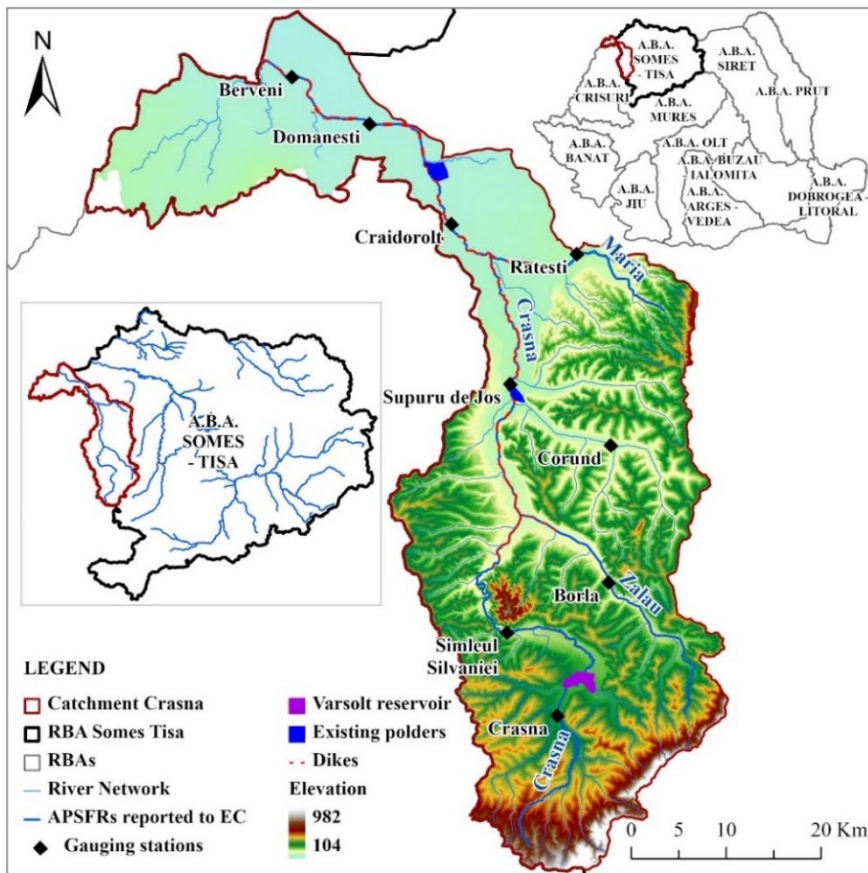 N
Berveni
Domanesti
Craidorolt
Ratesti
Maria
Crasna
Supuru de Jos
Corund
Borla
Zalau
Simleul
Silvaniei
Crasna
Crasna
A.B.A.
SOMES
- TISA
A.B.A.
SIRET
A.B.A.
CRISURI
A.B.A. PRUT
A.B.A.
MURES
A.B.A.
BANAT
A.B.A. OLT
A.B.A-BUZAU
IALOMITA
A.B.A.
JIU
A.B.A.
ARGES -
VEDEA
A.B.A.
DOBROGEA -
LITORAL
A.B.A.
SOMES
- TISA
LEGEND
Catchment Crasna
RBA Somes Tisa
RBAs
River Network
APSFRs reported to EC
Gauging stations
Varsolt reservoir
Existing polders
Dikes
Elevation
982
104
0 5 10 20 Km